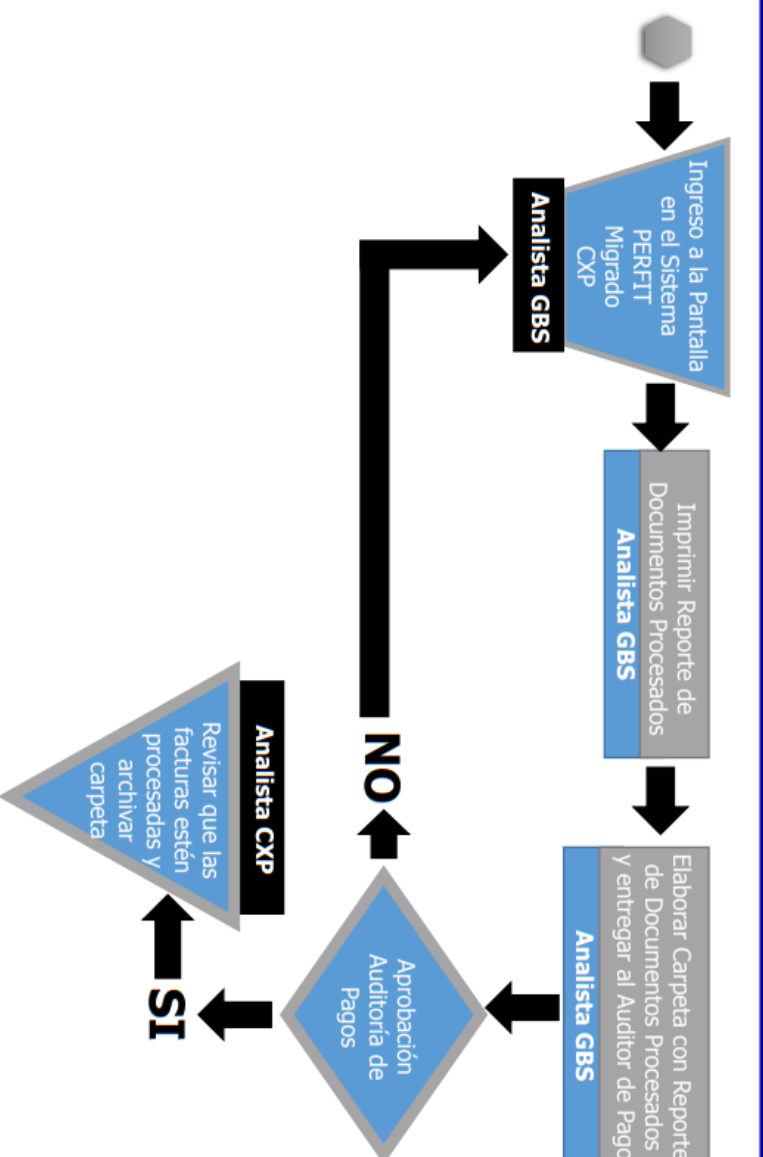 Ingreso a la Pantalla
en el Sistema
PERFIT
Migrado
CXP
Analista GBS
Imprimir Reporte de
Documentos Procesados
Analista GBS
Elaborar Carpeta con Reporte
de Documentos Procesados
y entregar al Auditor de Pago
Analista GBS
Aprobación
Auditoría de
Pagos
NO
SI
Analista CXP
Revisar que las
facturas estén
procesadas y
archivar
carpeta